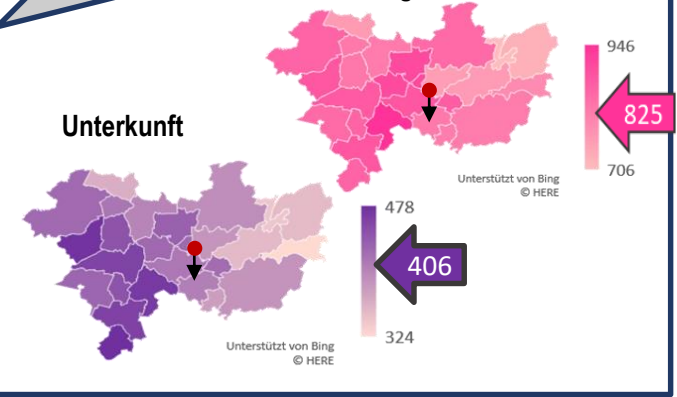 946
825
706
Unterstützt von Bing
© HERE
Unterkunft
478
406
324
Unterstützt von Bing
© HERE